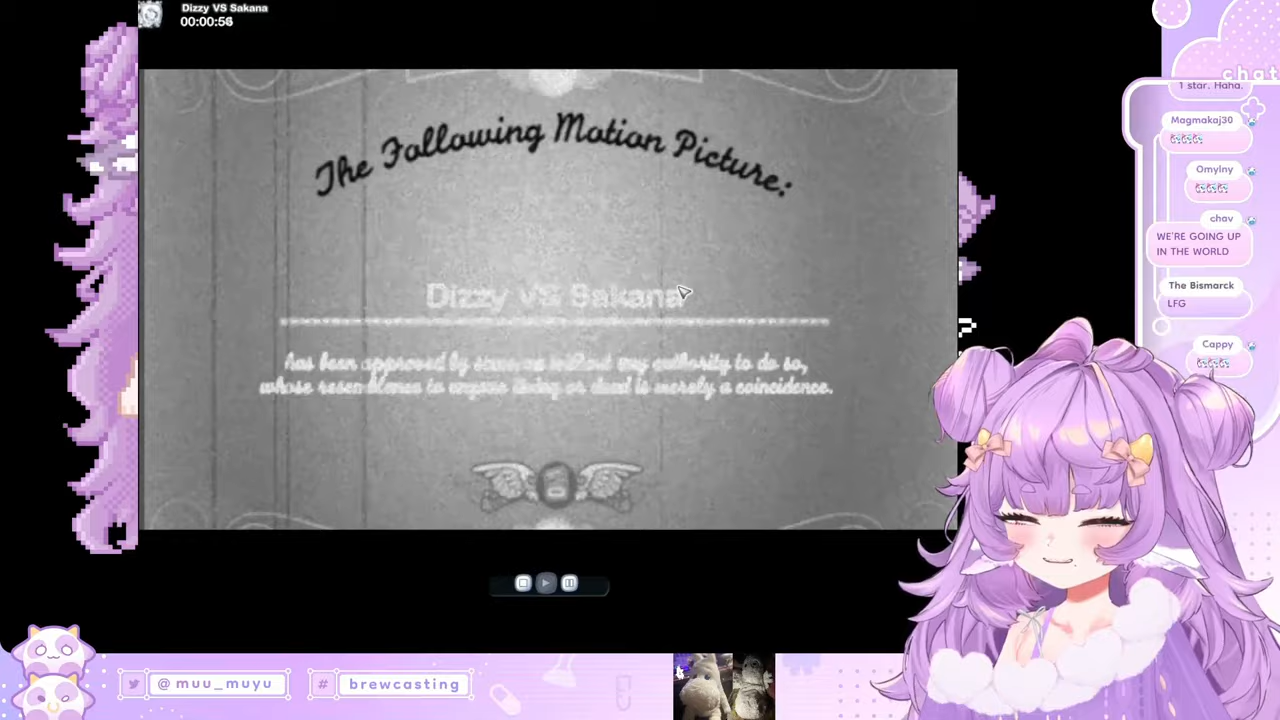 Dizzy VS Sakana
00:00:56
The Following Motion Picture:
Dizzy VS Sakana
has been approved by someone without any authority to do so,
whose resemblance to anyone living or dead is merely a coincidence.
chat
1 star. Haha.
Magmakaj30
Omylny
chav
WE'RE GOING UP
IN THE WORLD
The Bismarck
LFG
Cappy
?
@muu_muyu
# brewcasting